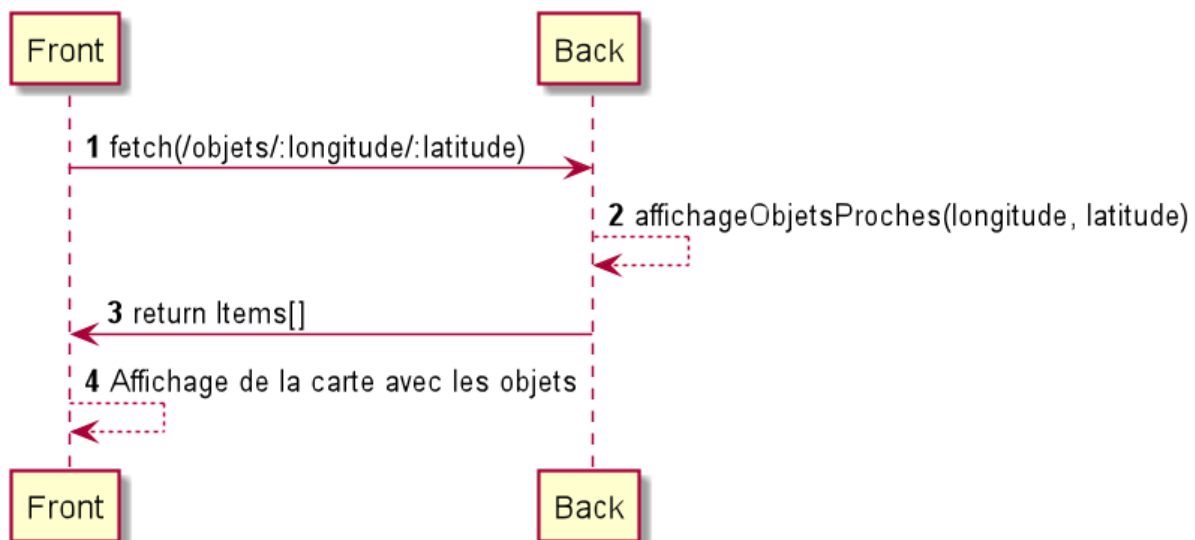 Front
Back
1 fetch(/objets/:longitude/:latitude)
2 affichageObjetsProches(longitude, latitude)
3 return Items[]
4 Affichage de la carte avec les objets
Front
Back